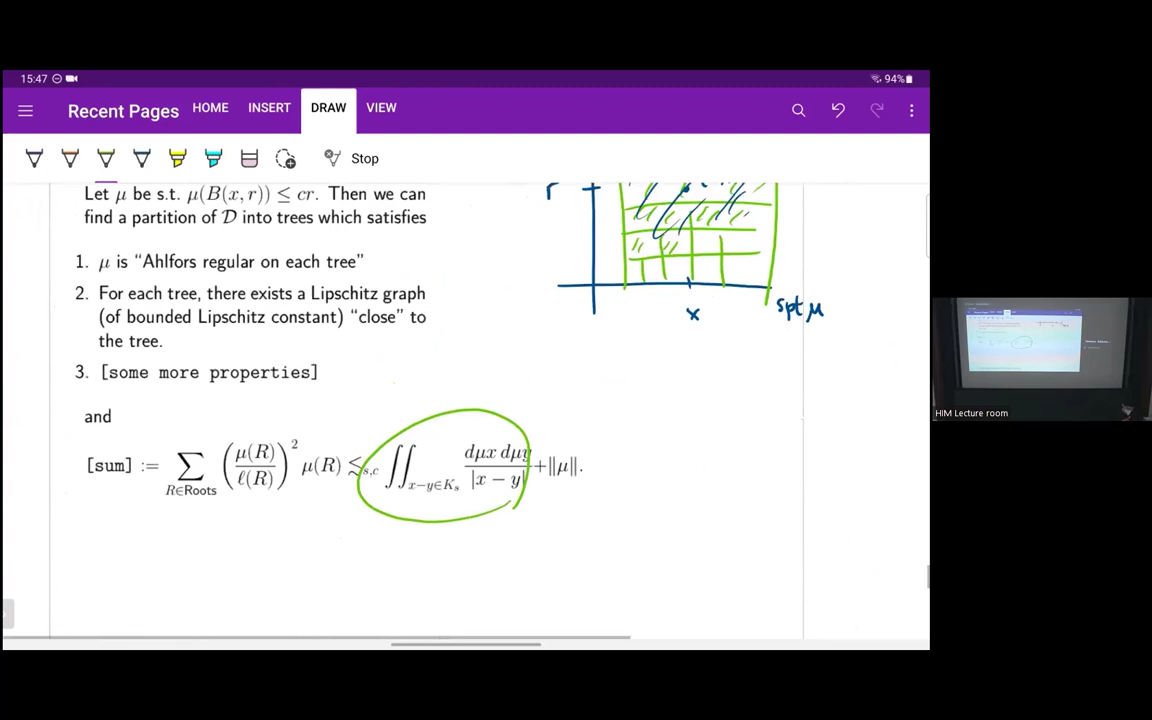 15:47
94%
Recent Pages
HOME
INSERT
DRAW
VIEW
Stop
Let μ be s.t. μ(B(x, r)) ≤ cr. Then we can
find a partition of 𝒟 into trees which satisfies
1. μ is “Ahlfors regular on each tree”
2. For each tree, there exists a Lipschitz graph
(of bounded Lipschitz constant) “close” to
the tree.
3. [some more properties]
and
[sum] := ∑_{R∈Roots} (μ(R)/ℓ(R))^2 μ(R) ≲_{s,c} ∬_{x−y∈K_s} dμx dμy/|x − y| + ‖μ‖.
r
x
spt μ
HIM Lecture room